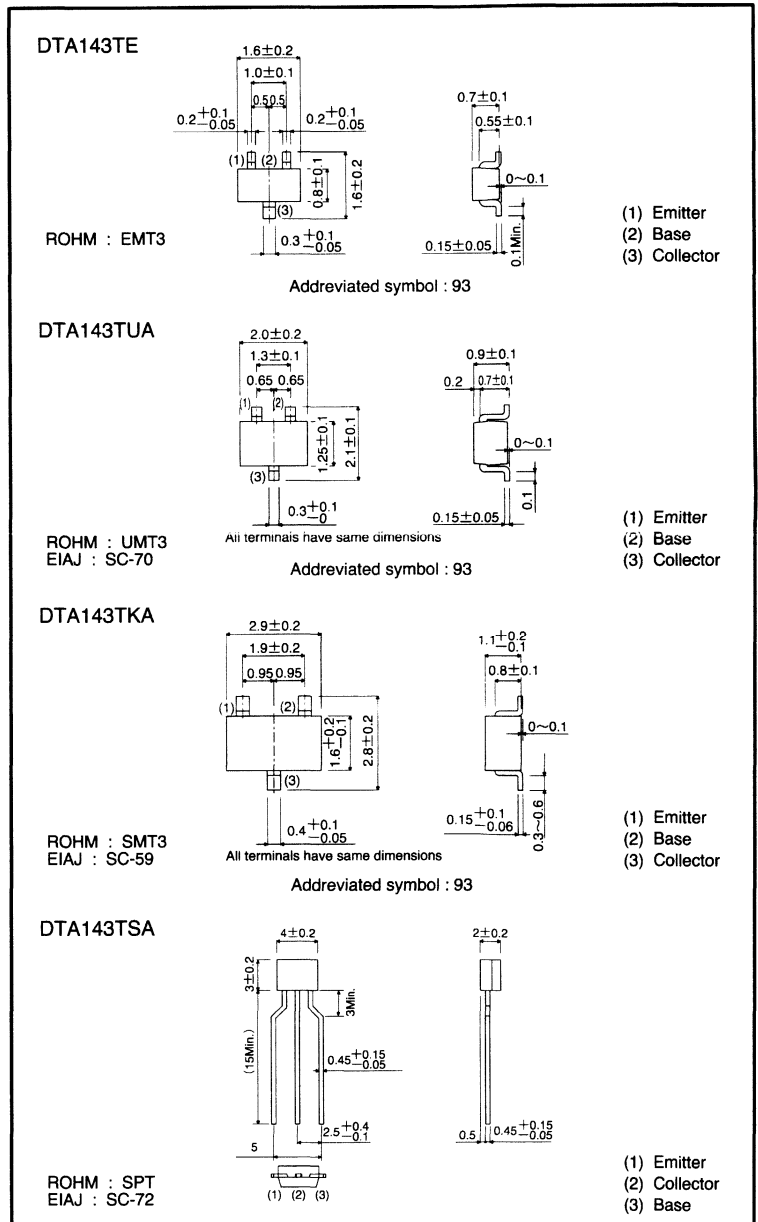 DTA143TE
1.6±0.2
1.0±0.1
0.5 0.5
0.2 +0.1 −0.05
0.2 +0.1 −0.05
(1) (2)
(3)
0.8±0.1
1.6±0.2
0.3 +0.1 −0.05
0.7±0.1
0.55±0.1
0~0.1
0.15±0.05
0.1Min.
ROHM : EMT3
(1) Emitter
(2) Base
(3) Collector
Addreviated symbol : 93
DTA143TUA
2.0±0.2
1.3±0.1
0.65 0.65
(1) (2)
(3)
1.25±0.1
2.1±0.1
0.3 +0.1 −0
0.9±0.1
0.2 0.7±0.1
0~0.1
0.15±0.05
0.1
All terminals have same dimensions
ROHM : UMT3
EIAJ : SC-70
(1) Emitter
(2) Base
(3) Collector
Addreviated symbol : 93
DTA143TKA
2.9±0.2
1.9±0.2
0.95 0.95
(1) (2)
(3)
1.6 +0.2 −0.1
2.8±0.2
0.4 +0.1 −0.05
1.1 +0.2 −0.1
0.8±0.1
0~0.1
0.15 +0.1 −0.06
0.3~0.6
All terminals have same dimensions
ROHM : SMT3
EIAJ : SC-59
(1) Emitter
(2) Base
(3) Collector
Addreviated symbol : 93
DTA143TSA
4±0.2
2±0.2
3±0.2
3Min.
(15Min.)
0.45 +0.15 −0.05
2.5 +0.4 −0.1
5
0.5 0.45 +0.15 −0.05
(1) (2) (3)
ROHM : SPT
EIAJ : SC-72
(1) Emitter
(2) Collector
(3) Base